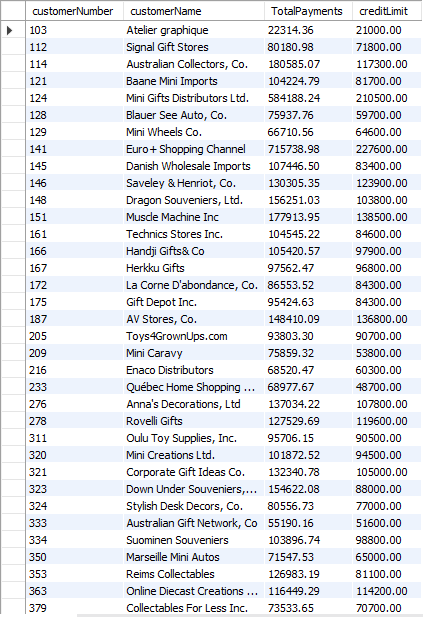 customerNumber customerName TotalPayments creditLimit
103 Atelier graphique 22314.36 21000.00
112 Signal Gift Stores 80180.98 71800.00
114 Australian Collectors, Co. 180585.07 117300.00
121 Baane Mini Imports 104224.79 81700.00
124 Mini Gifts Distributors Ltd. 584188.24 210500.00
128 Blauer See Auto, Co. 75937.76 59700.00
129 Mini Wheels Co. 66710.56 64600.00
141 Euro+ Shopping Channel 715738.98 227600.00
145 Danish Wholesale Imports 107446.50 83400.00
146 Saveley & Henriot, Co. 130305.35 123900.00
148 Dragon Souveniers, Ltd. 156251.03 103800.00
151 Muscle Machine Inc 177913.95 138500.00
161 Technics Stores Inc. 104545.22 84600.00
166 Handji Gifts& Co 105420.57 97900.00
167 Herkku Gifts 97562.47 96800.00
172 La Corne D'abondance, Co. 86553.52 84300.00
175 Gift Depot Inc. 95424.63 84300.00
187 AV Stores, Co. 148410.09 136800.00
205 Toys4GrownUps.com 93803.30 90700.00
209 Mini Caravy 75859.32 53800.00
216 Enaco Distributors 68520.47 60300.00
233 Québec Home Shopping ... 68977.67 48700.00
276 Anna's Decorations, Ltd 137034.22 107800.00
278 Rovelli Gifts 127529.69 119600.00
311 Oulu Toy Supplies, Inc. 95706.15 90500.00
320 Mini Creations Ltd. 101872.52 94500.00
321 Corporate Gift Ideas Co. 132340.78 105000.00
323 Down Under Souveniers,... 154622.08 88000.00
324 Stylish Desk Decors, Co. 80556.73 77000.00
333 Australian Gift Network, Co 55190.16 51600.00
334 Suominen Souveniers 103896.74 98800.00
350 Marseille Mini Autos 71547.53 65000.00
353 Reims Collectables 126983.19 81100.00
363 Online Diecast Creations ... 116449.29 114200.00
379 Collectables For Less Inc. 73533.65 70700.00